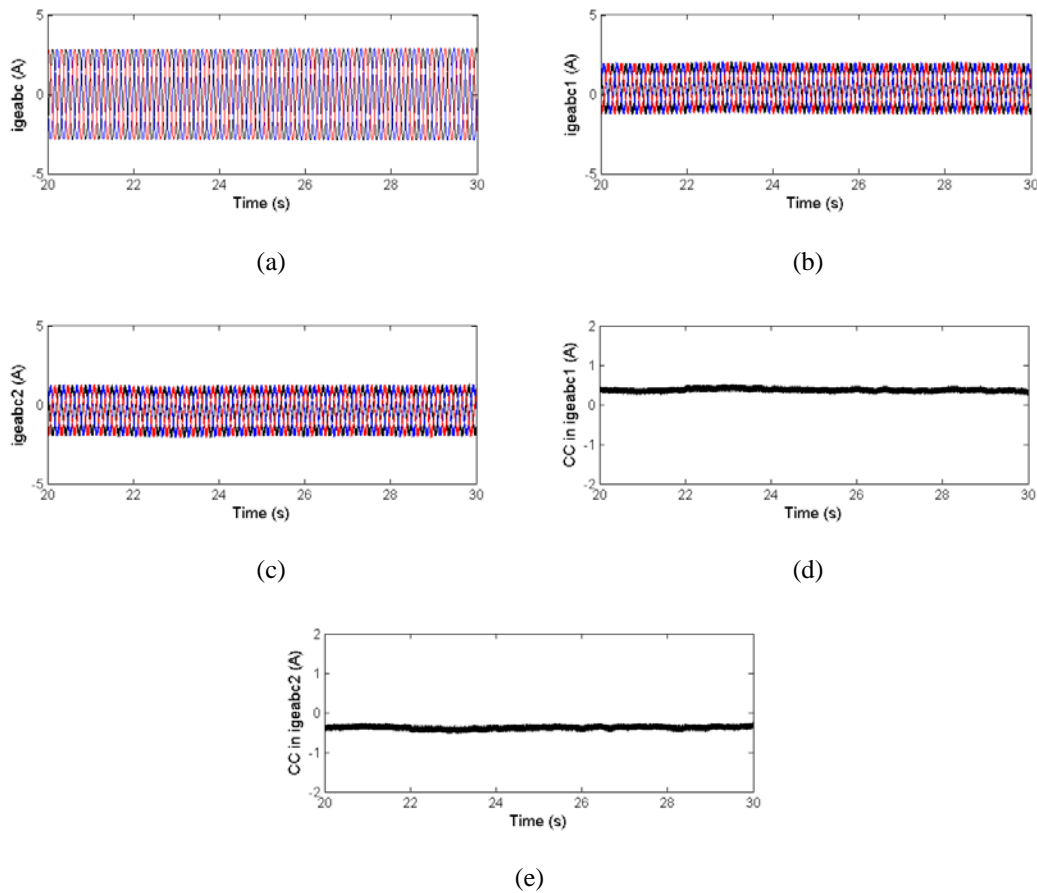 igeabc (A)
5
0
-5
20 22 24 26 28 30
Time (s)
(a)
igeabc1 (A)
5
0
-5
20 22 24 26 28 30
Time (s)
(b)
igeabc2 (A)
5
0
-5
20 22 24 26 28 30
Time (s)
(c)
CC in igeabc1 (A)
2
1
0
-1
-2
20 22 24 26 28 30
Time (s)
(d)
CC in igeabc2 (A)
2
1
0
-1
-2
20 22 24 26 28 30
Time (s)
(e)